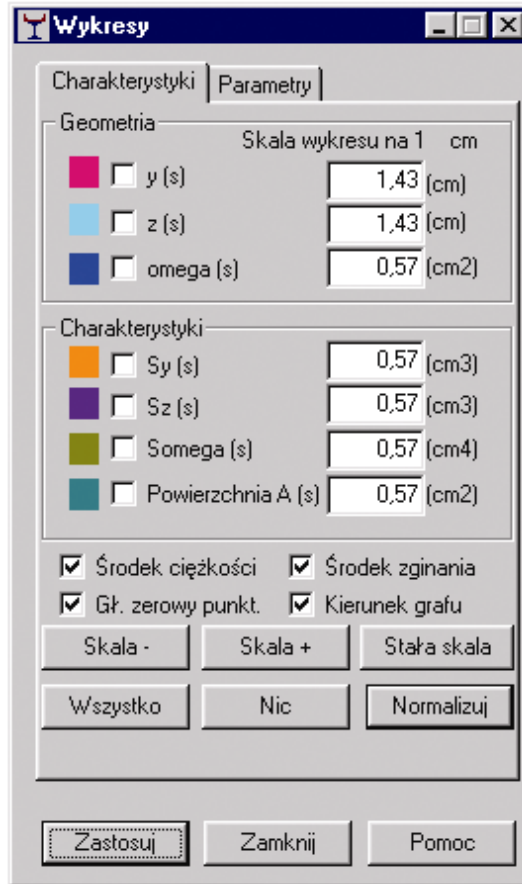 Wykresy
Charakterystyki Parametry
Geometria
Skala wykresu na 1 cm
y (s) 1,43 (cm)
z (s) 1,43 (cm)
omega (s) 0,57 (cm2)
Charakterystyki
Sy (s) 0,57 (cm3)
Sz (s) 0,57 (cm3)
Somega (s) 0,57 (cm4)
Powierzchnia A (s) 0,57 (cm2)
Środek ciężkości Środek zginania
Gł. zerowy punkt. Kierunek grafu
Skala - Skala + Stała skala
Wszystko Nic Normalizuj
Zastosuj Zamknij Pomoc